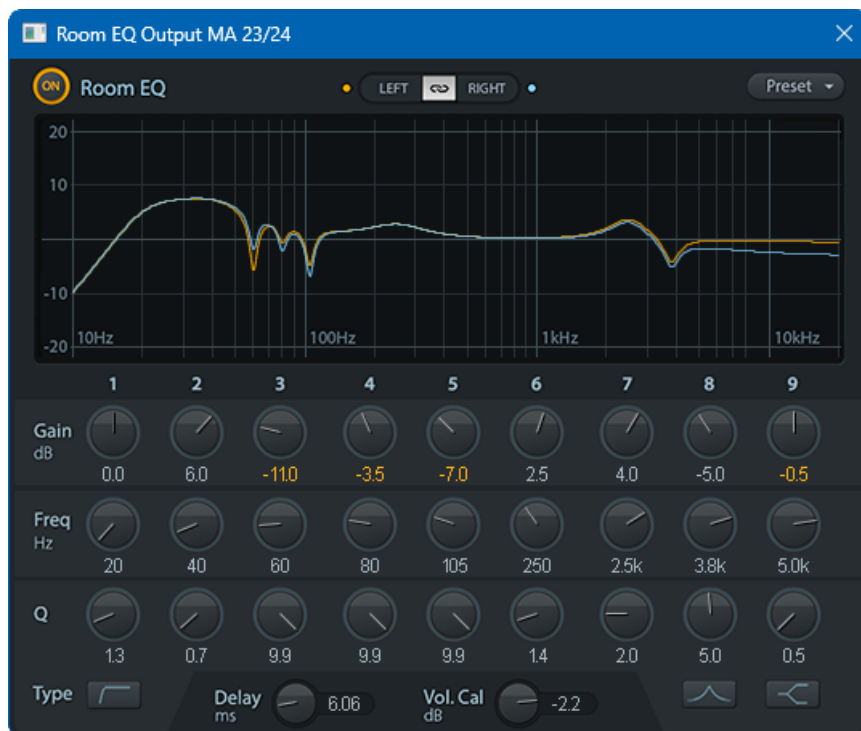 Room EQ Output MA 23/24
ON Room EQ LEFT RIGHT Preset
20
10
-10
-20 10Hz 100Hz 1kHz 10kHz
1 2 3 4 5 6 7 8 9
Gain
dB
0.0 6.0 -11.0 -3.5 -7.0 2.5 4.0 -5.0 -0.5
Freq
Hz
20 40 60 80 105 250 2.5k 3.8k 5.0k
Q
1.3 0.7 9.9 9.9 9.9 1.4 2.0 5.0 0.5
Type Delay 6.06 Vol. Cal -2.2
ms dB